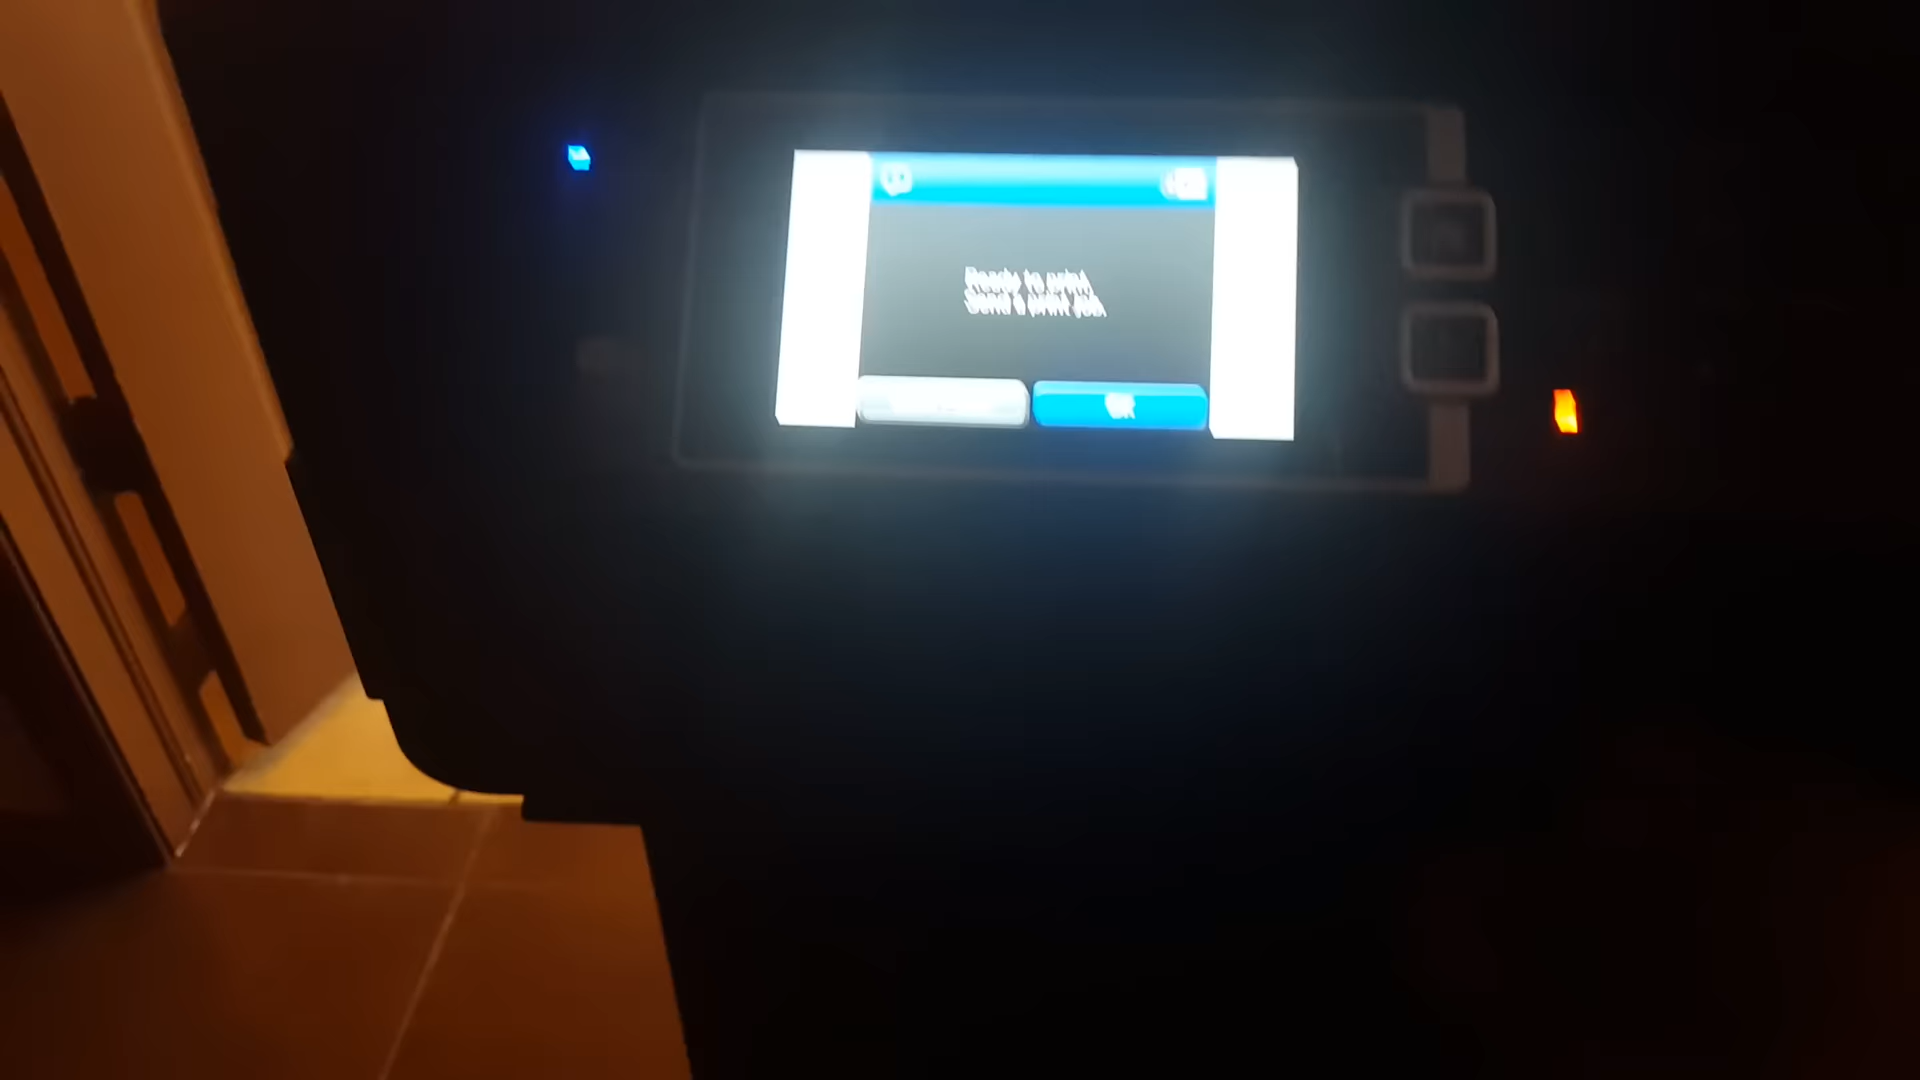 Ready to print.
Send a print job.
OK